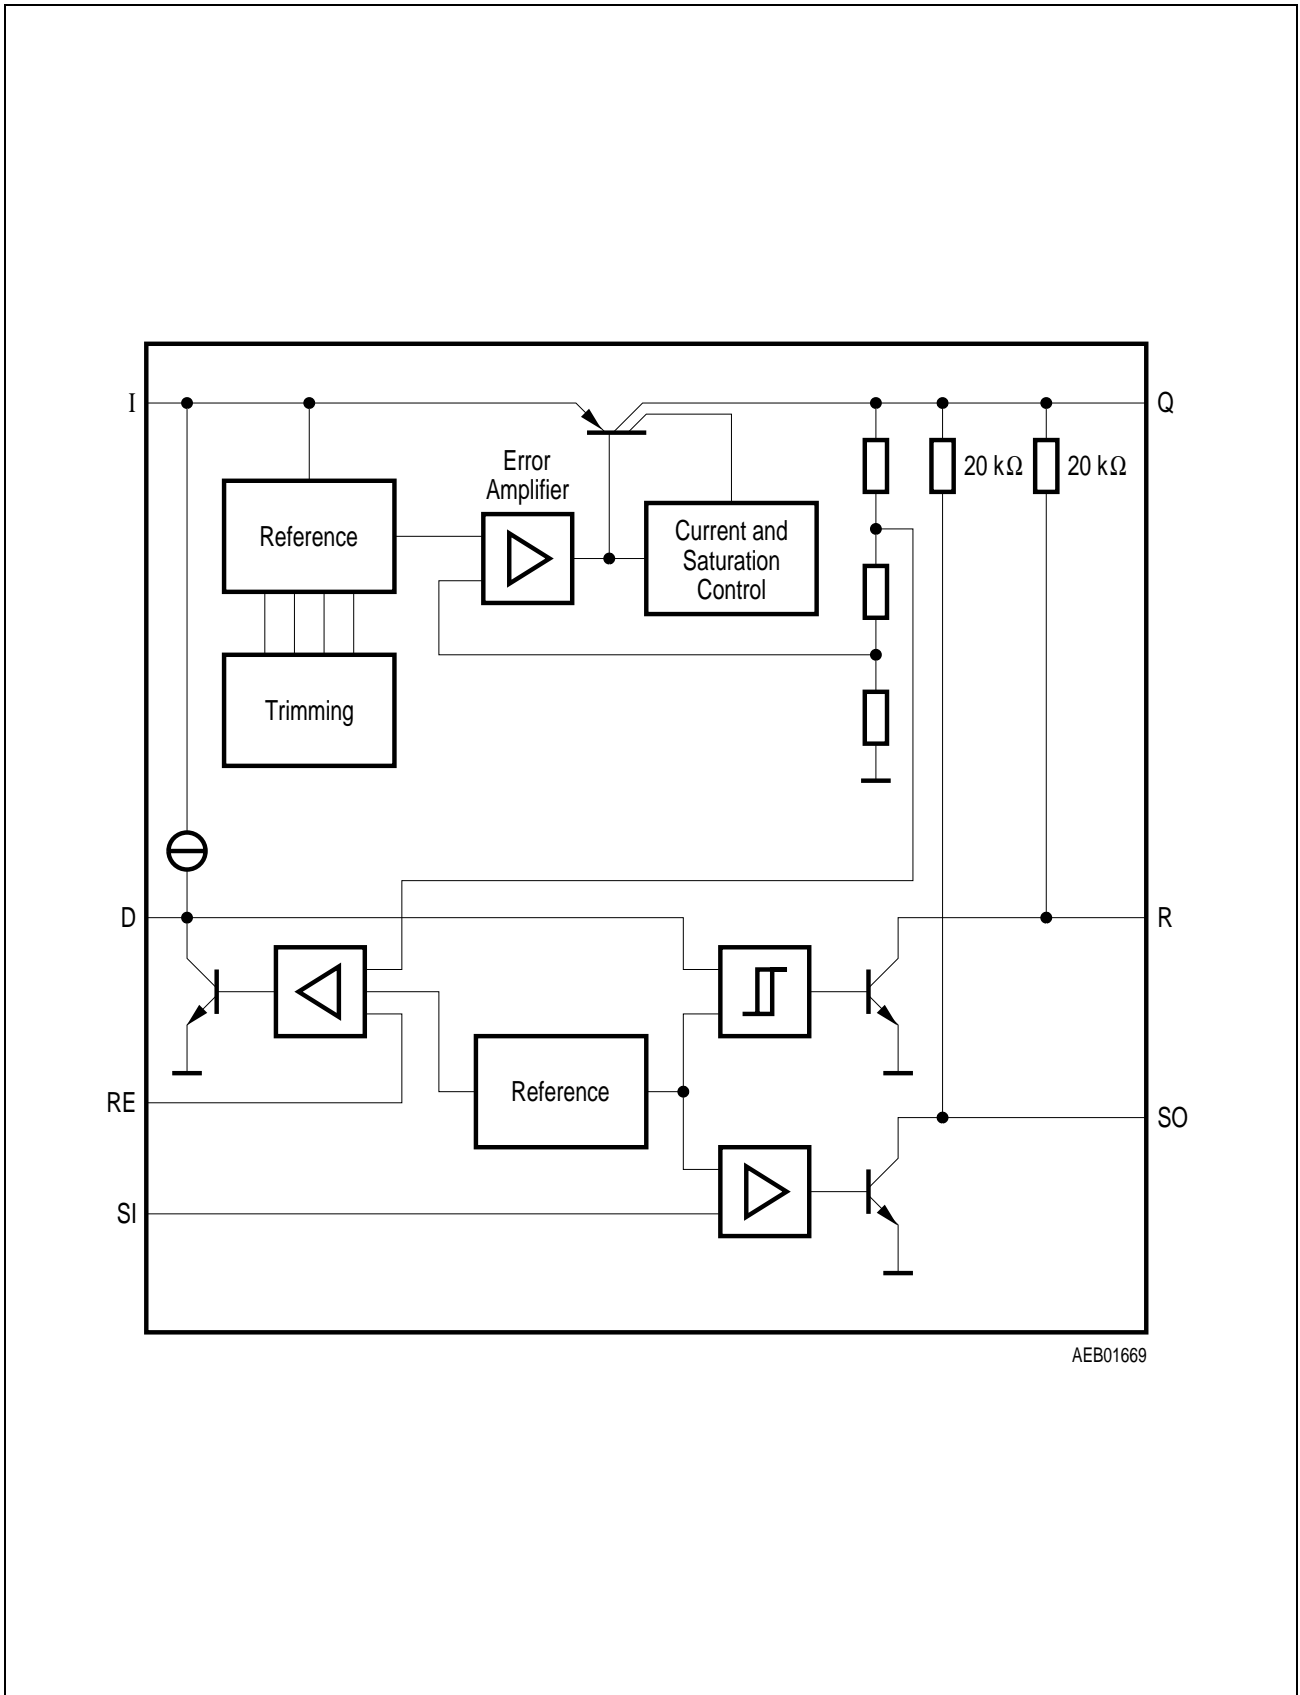 I
Q
Error
Amplifier
20 kΩ
20 kΩ
Reference
Current and
Saturation
Control
Trimming
D
R
Reference
RE
SO
SI
AEB01669